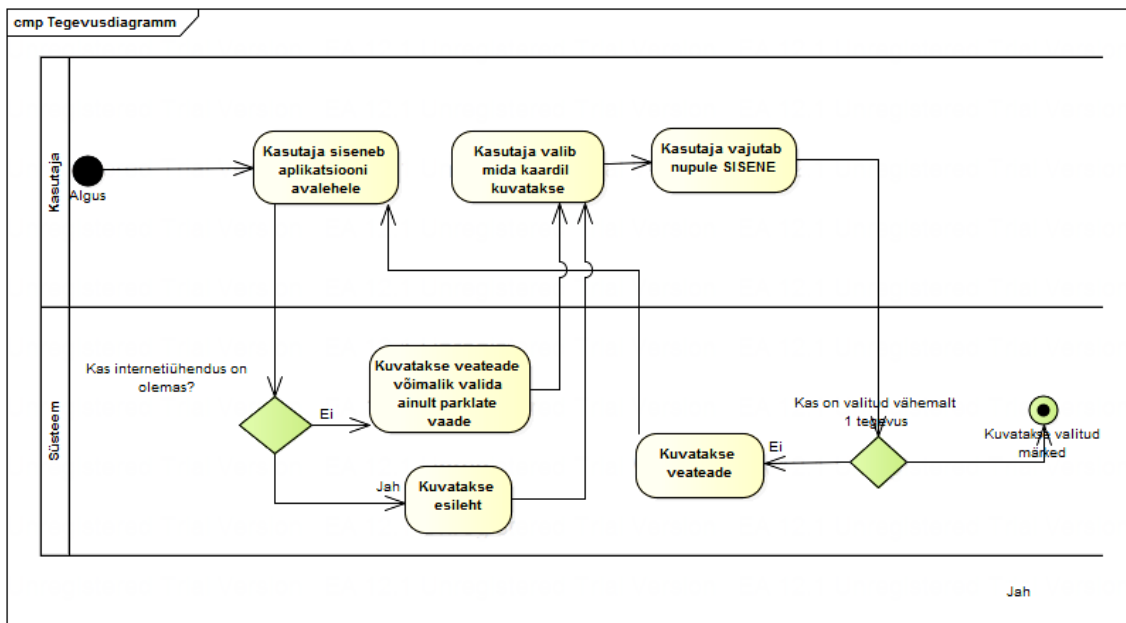 cmp Tegevusdiagramm
Kasutaja
Algus
Kasutaja siseneb
aplikatsiooni
avalehele
Kasutaja valib
mida kaardil
kuvatakse
Kasutaja vajutab
nupule SISENE
Süsteem
Kas internetiühendus on
olemas?
Ei
Kuvatakse veateade
võimalik valida
ainult parklate
vaade
Jah
Kuvatakse
esileht
Kuvatakse
veateade
Ei
Kas on valitud vähemalt
1 tegevus
Kuvatakse valitud
märked
Jah